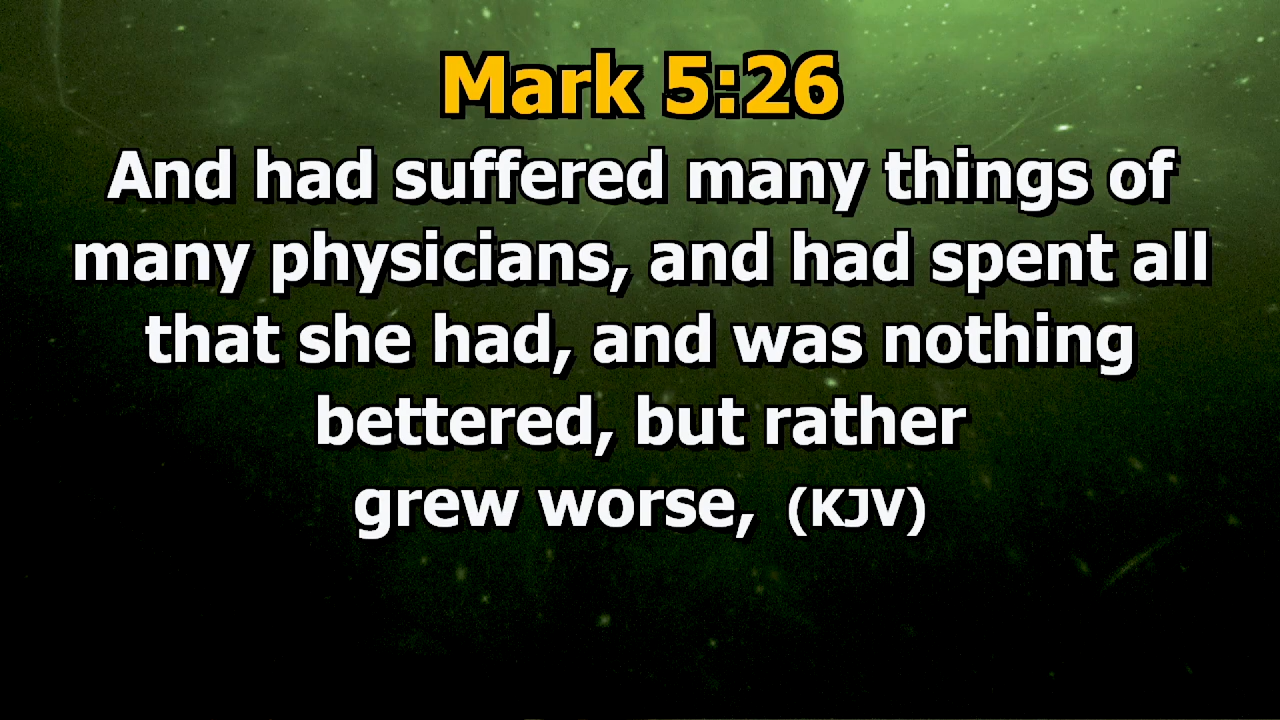 Mark 5:26
And had suffered many things of
many physicians, and had spent all
that she had, and was nothing
bettered, but rather
grew worse, (KJV)